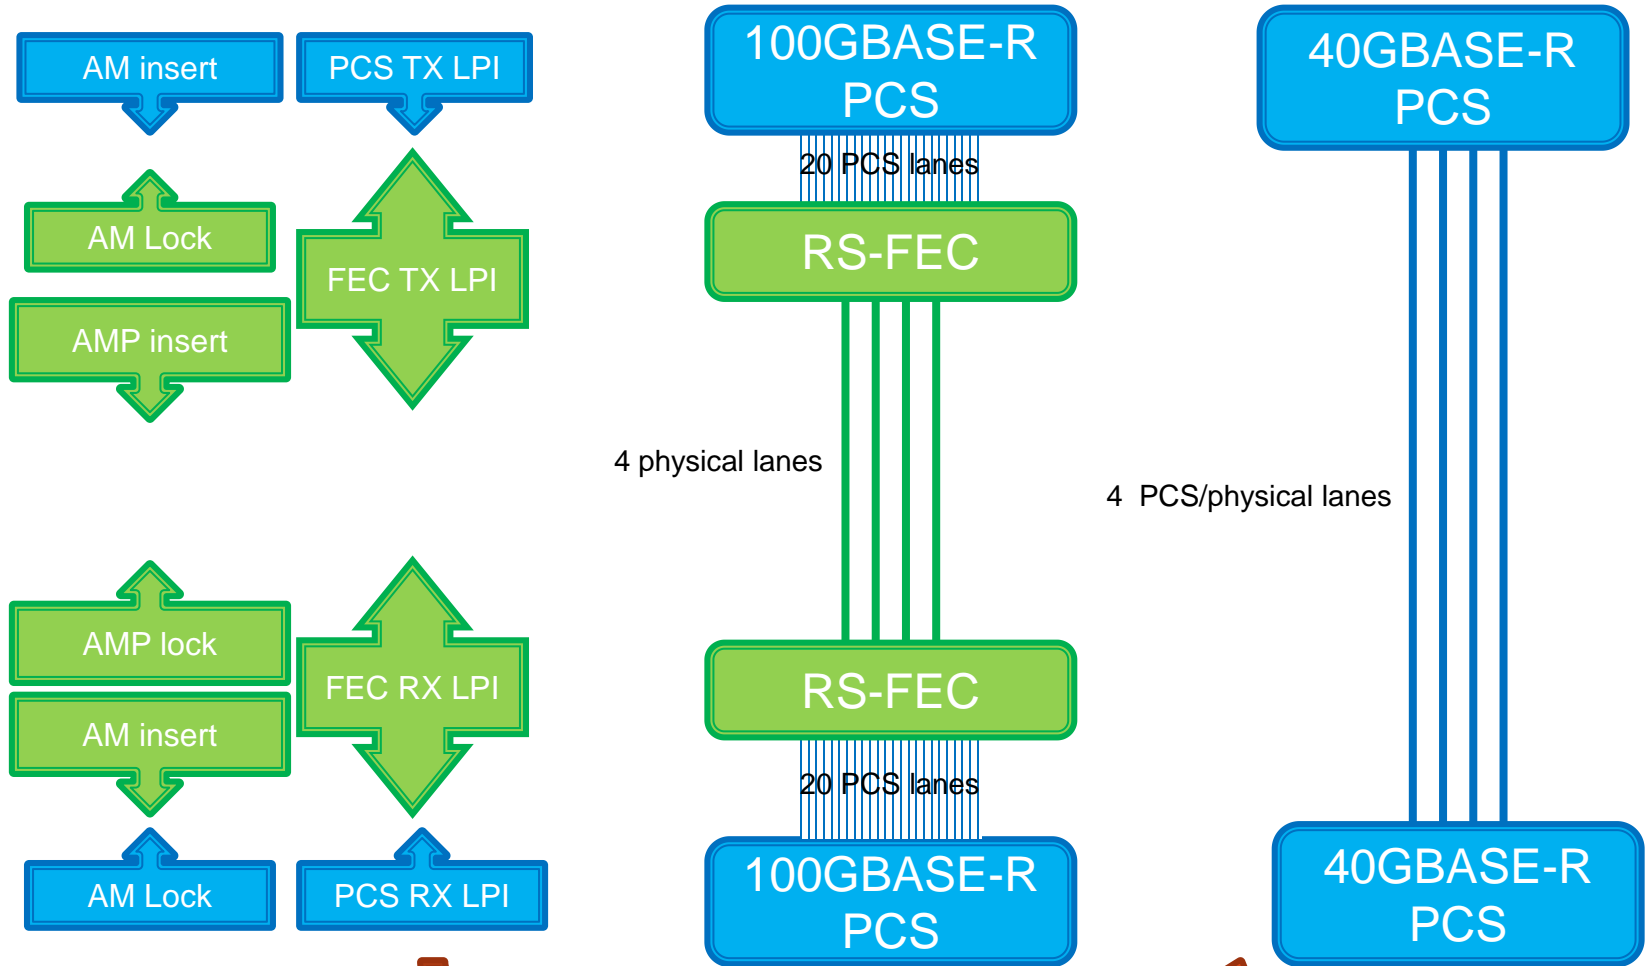 AM insert
PCS TX LPI
AM Lock
FEC TX LPI
AMP insert
AMP lock
FEC RX LPI
AM insert
AM Lock
PCS RX LPI
100GBASE-R
PCS
20 PCS lanes
RS-FEC
4 physical lanes
RS-FEC
20 PCS lanes
100GBASE-R
PCS
40GBASE-R
PCS
4 PCS/physical lanes
40GBASE-R
PCS